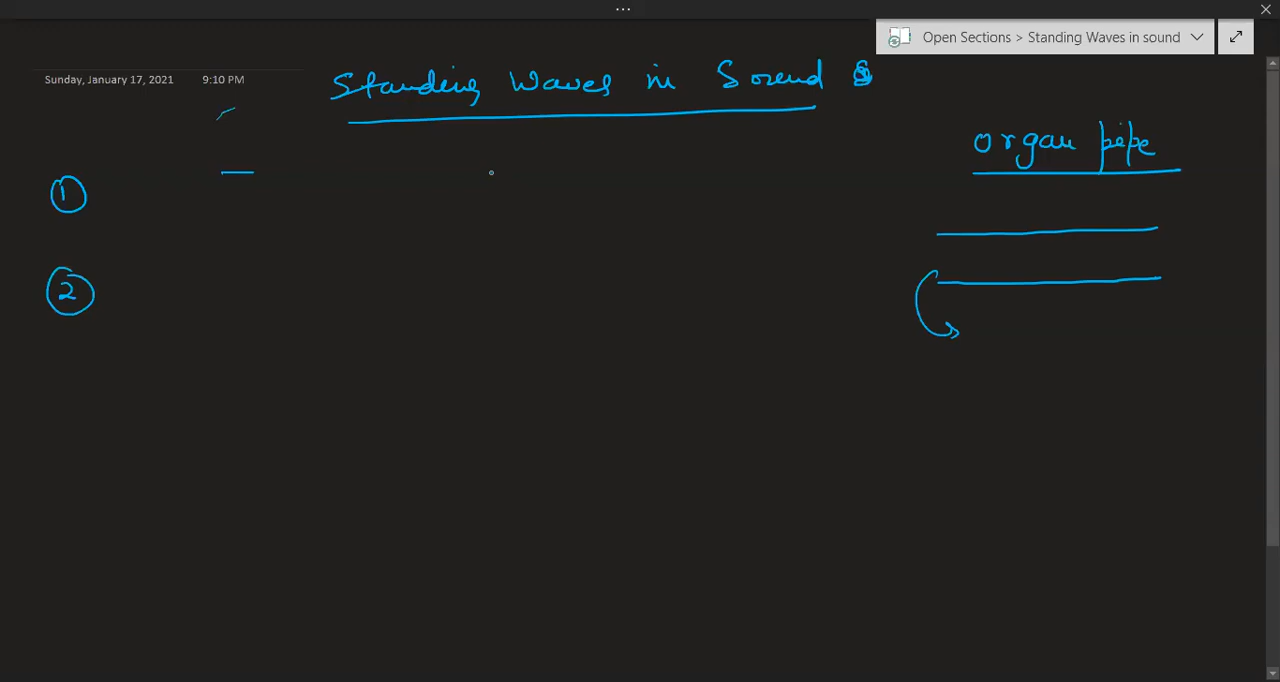 Open Sections > Standing Waves in sound
Sunday, January 17, 2021 9:10 PM
Standing Waves in Sound
organ pipe
1
2